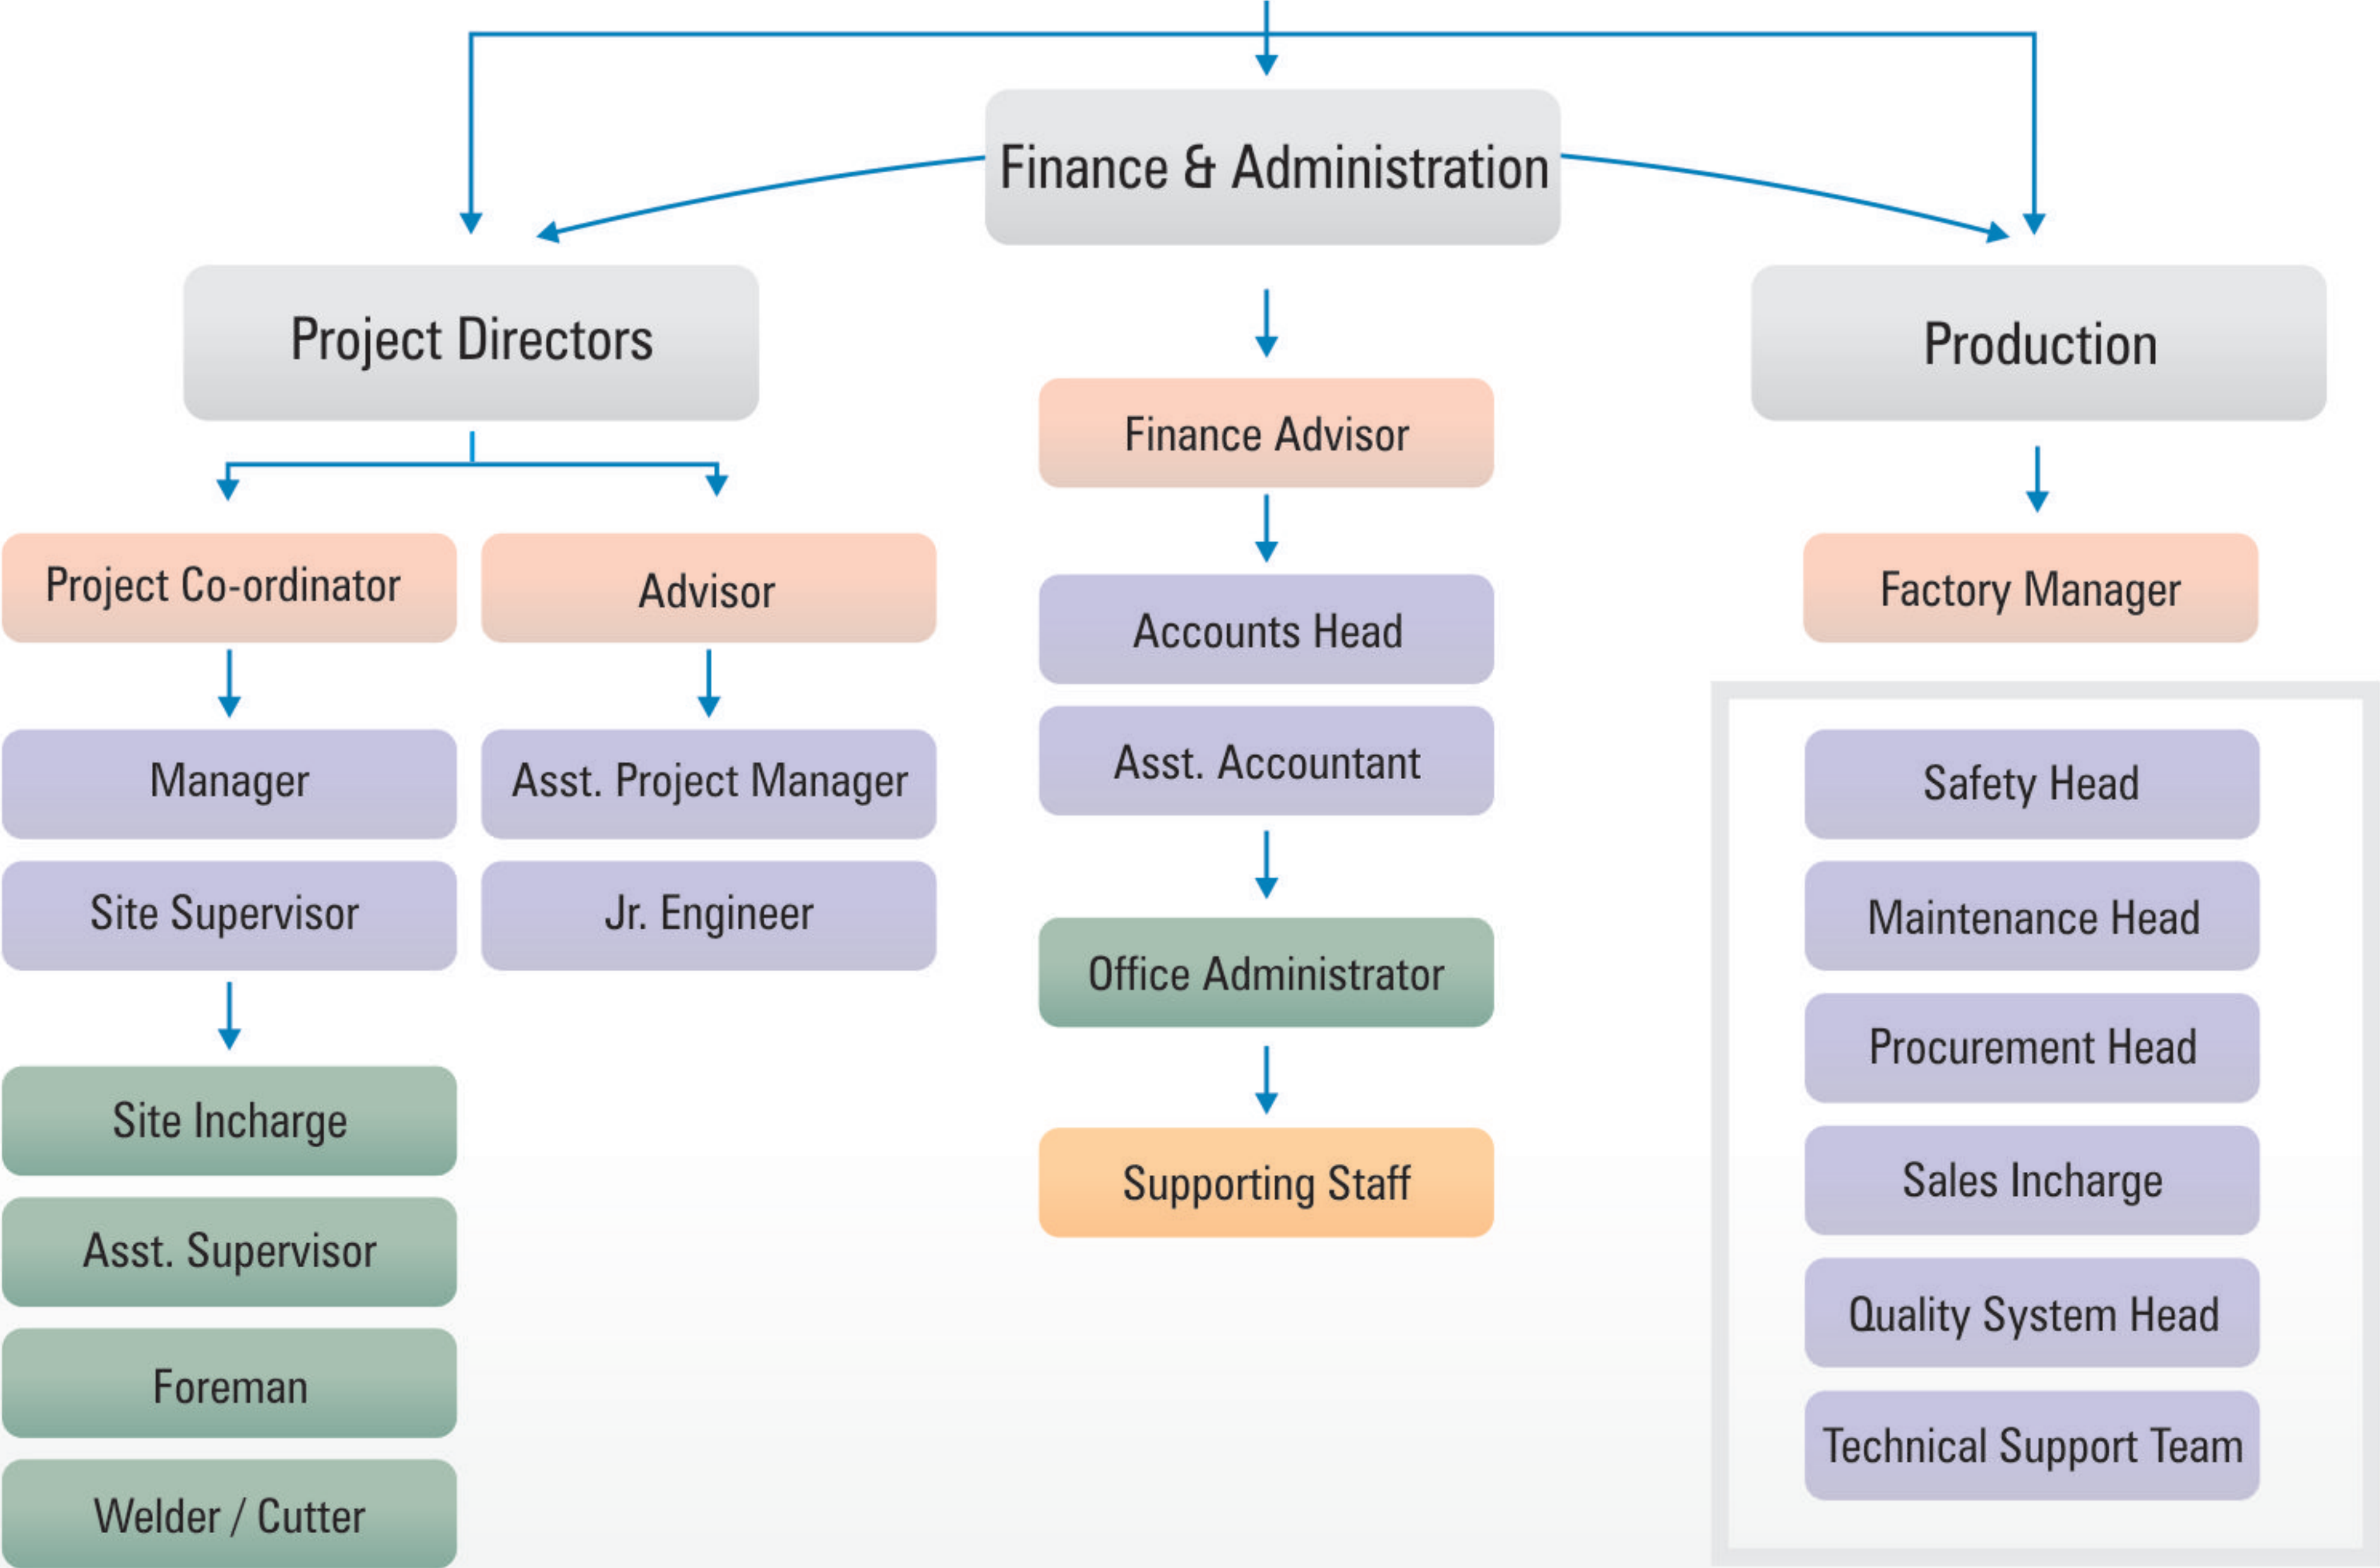 Finance & Administration
Project Directors
Production
Finance Advisor
Project Co-ordinator
Advisor
Factory Manager
Accounts Head
Manager
Asst. Project Manager
Asst. Accountant
Safety Head
Site Supervisor
Jr. Engineer
Maintenance Head
Office Administrator
Procurement Head
Site Incharge
Supporting Staff
Sales Incharge
Asst. Supervisor
Quality System Head
Foreman
Technical Support Team
Welder / Cutter